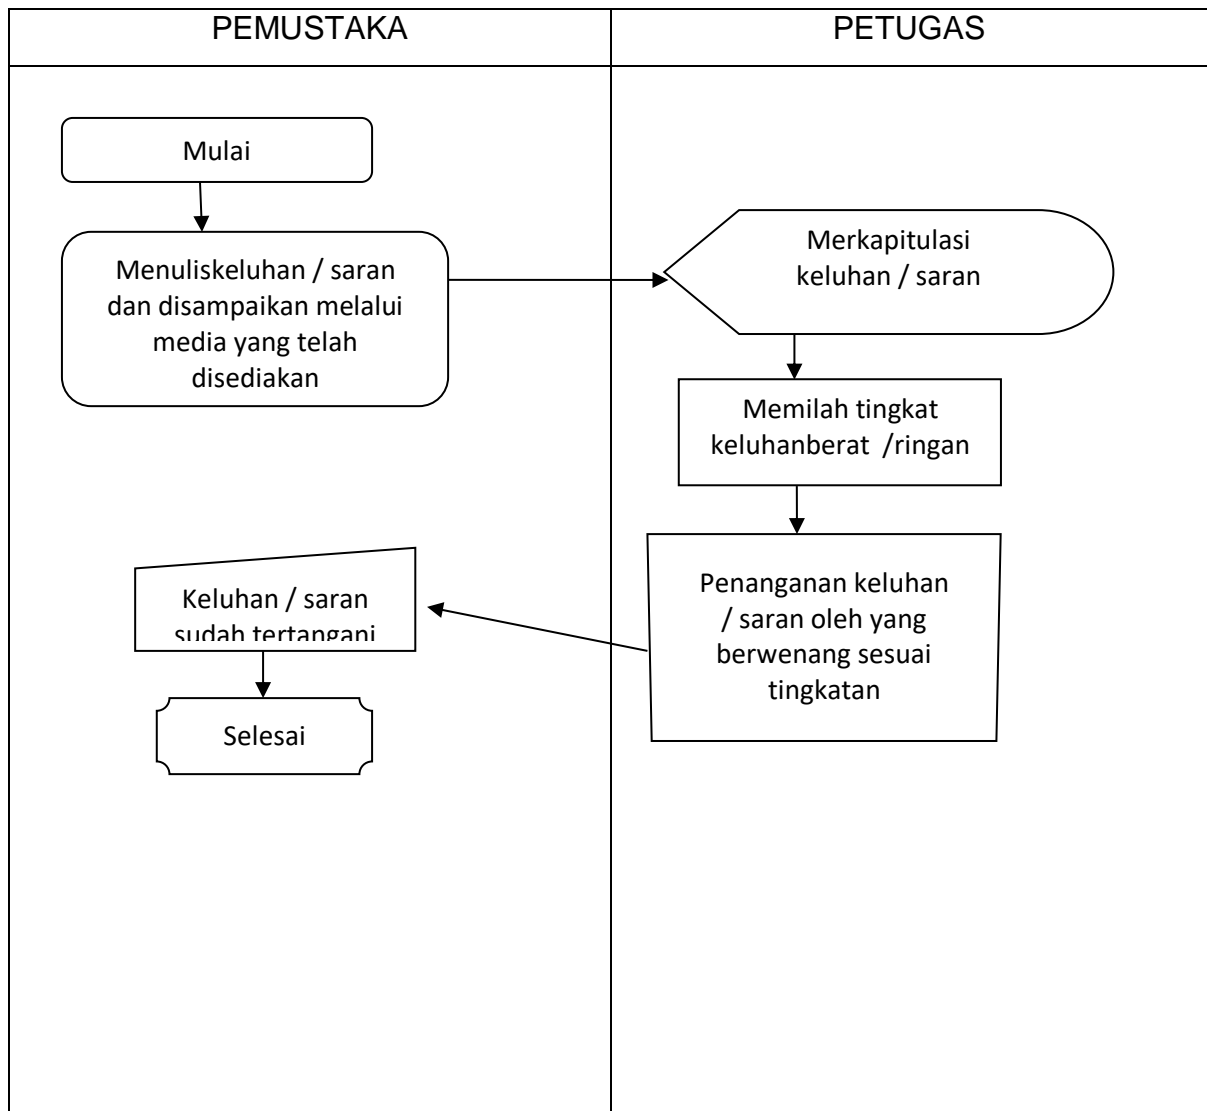 PEMUSTAKA
PETUGAS
Mulai
Menuliskeluhan / saran
dan disampaikan melalui
media yang telah
disediakan
Merkapitulasi
keluhan / saran
Memilah tingkat
keluhanberat  /ringan
Penanganan keluhan
/ saran oleh yang
berwenang sesuai
tingkatan
Keluhan / saran
sudah tertangani
Selesai